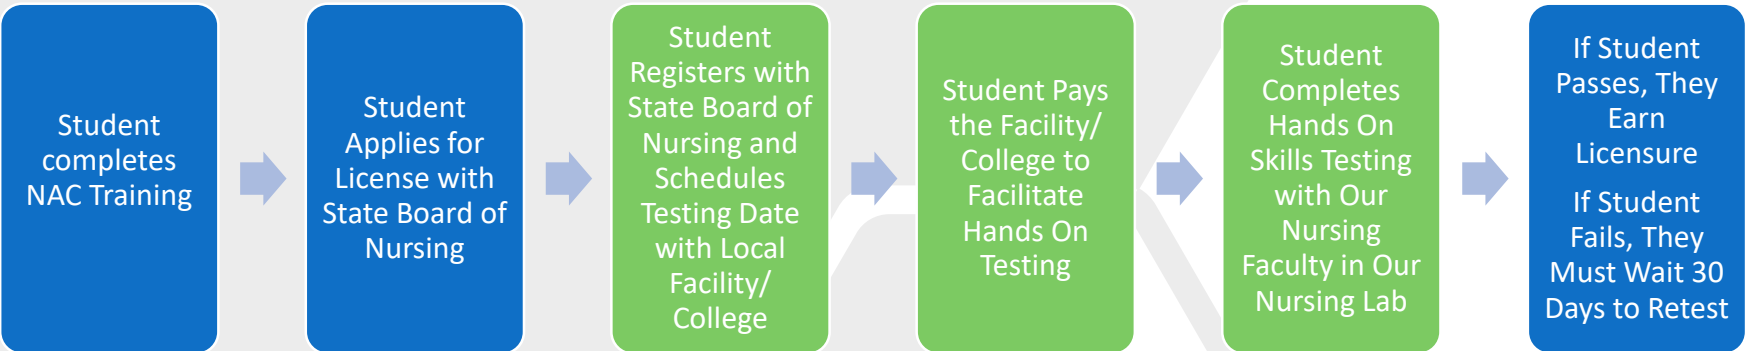 Student
completes
NAC Training
Student
Applies for
License with
State Board of
Nursing
Student
Registers with
State Board of
Nursing and
Schedules
Testing Date
with Local
Facility/
College
Student Pays
the Facility/
College to
Facilitate
Hands On
Testing
Student
Completes
Hands On
Skills Testing
with Our
Nursing
Faculty in Our
Nursing Lab
If Student
Passes, They
Earn
Licensure
If Student
Fails, They
Must Wait 30
Days to Retest